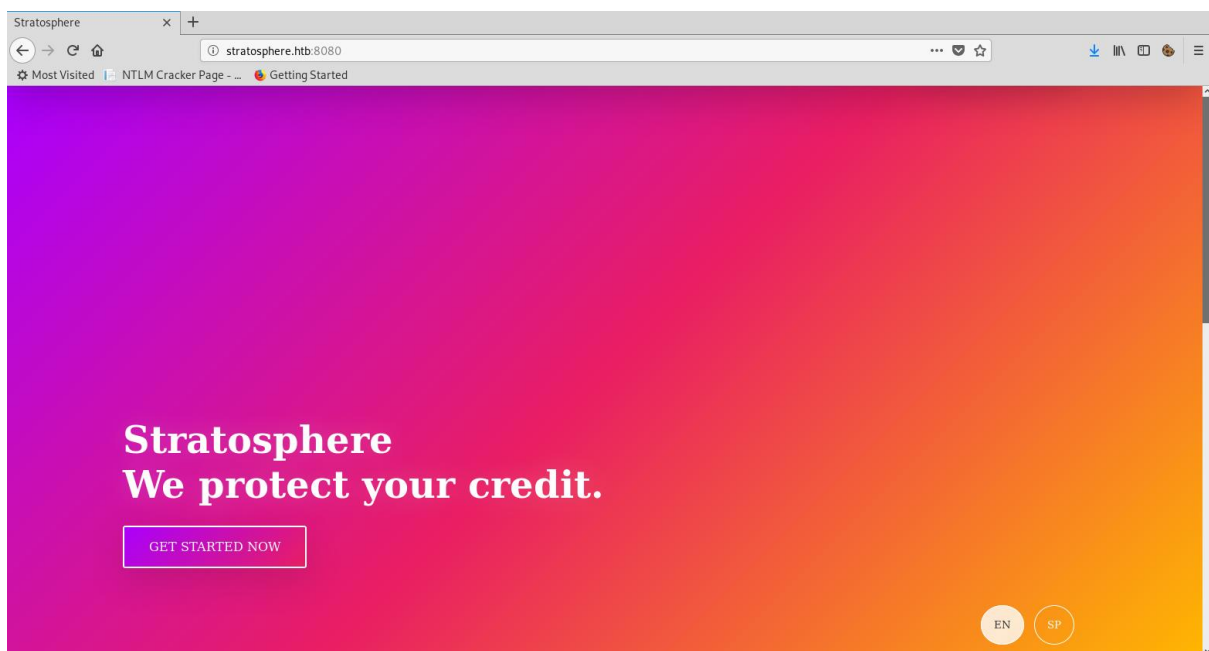 Stratosphere
stratosphere.htb:8080
Most Visited NTLM Cracker Page - ... Getting Started
Stratosphere
We protect your credit.
GET STARTED NOW
EN SP